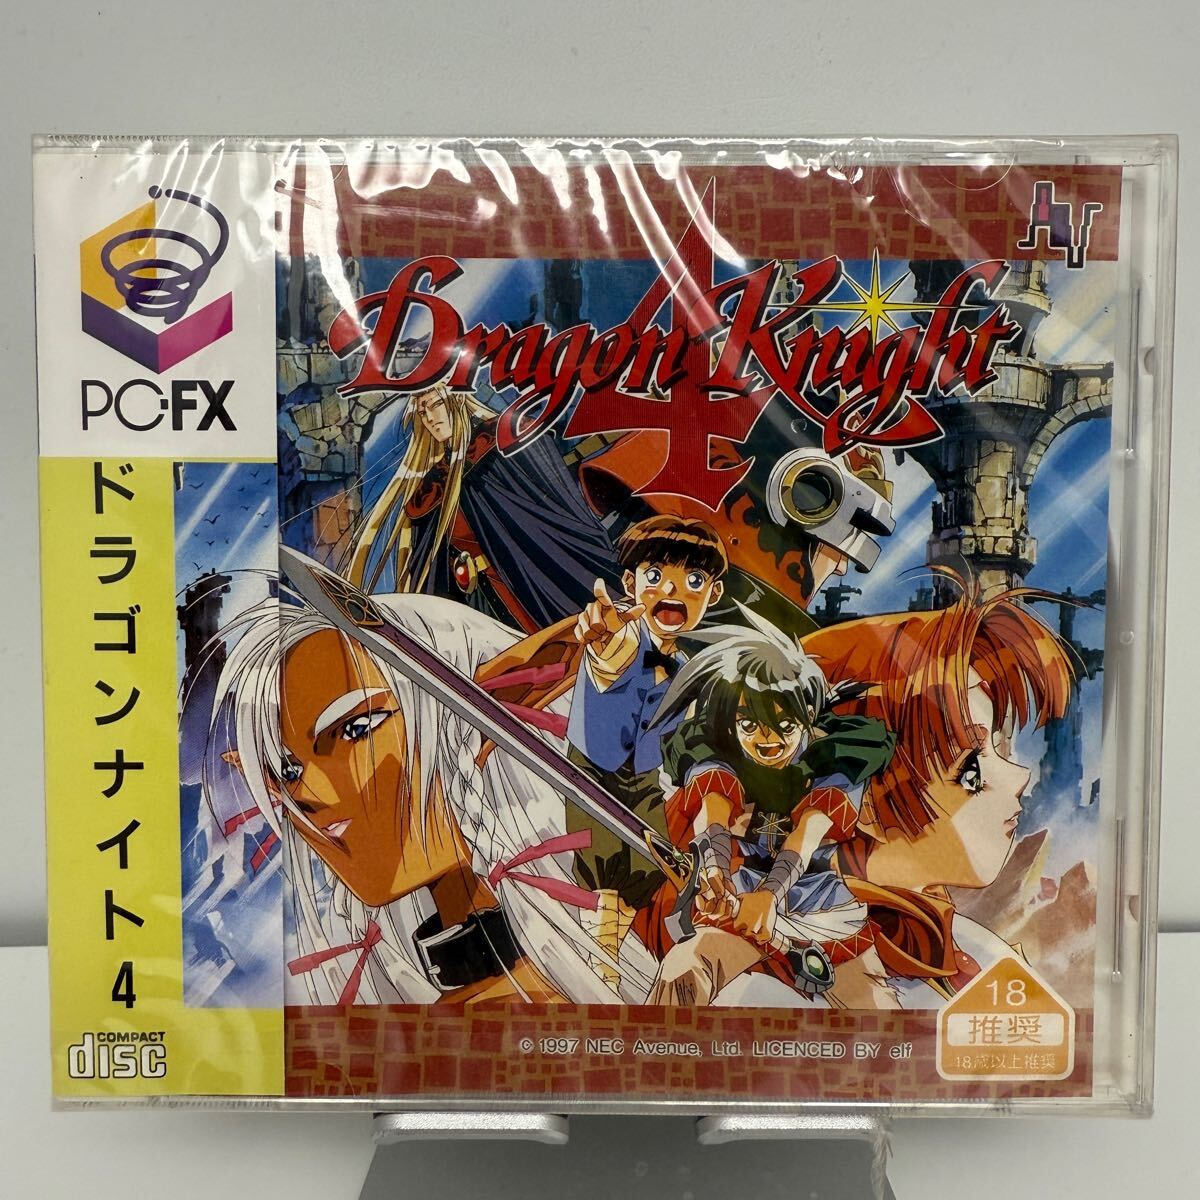 PC-FX
ドラゴンナイト4
COMPACT
disc
AV
Dragon Knight
4
© 1997 NEC Avenue, Ltd. LICENCED BY elf
18
推奨
18歳以上推奨